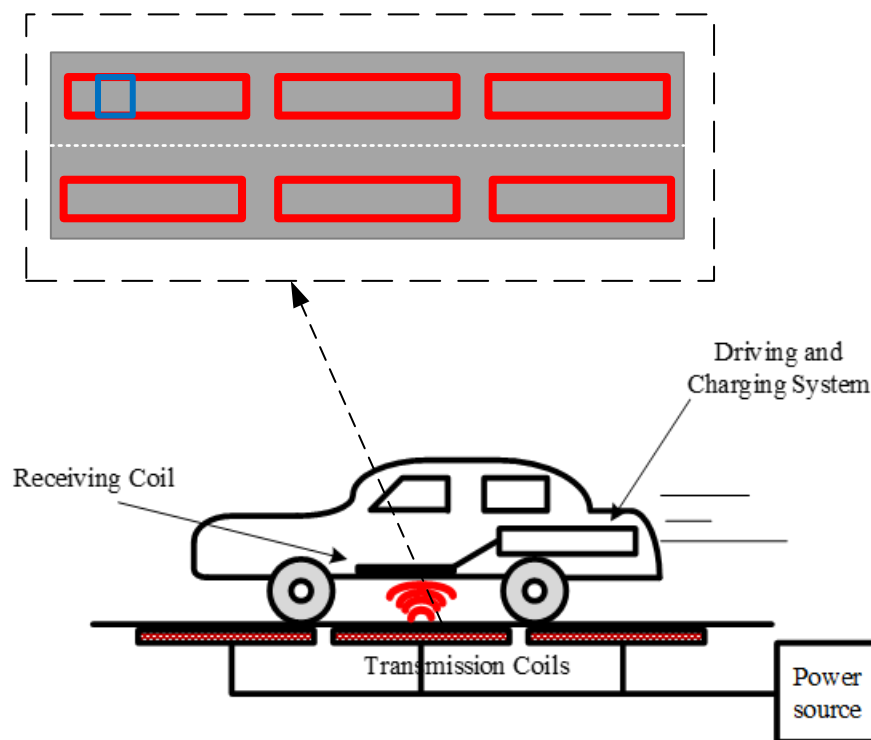 Driving and
Charging System
Receiving Coil
Transmission Coils
Power
source